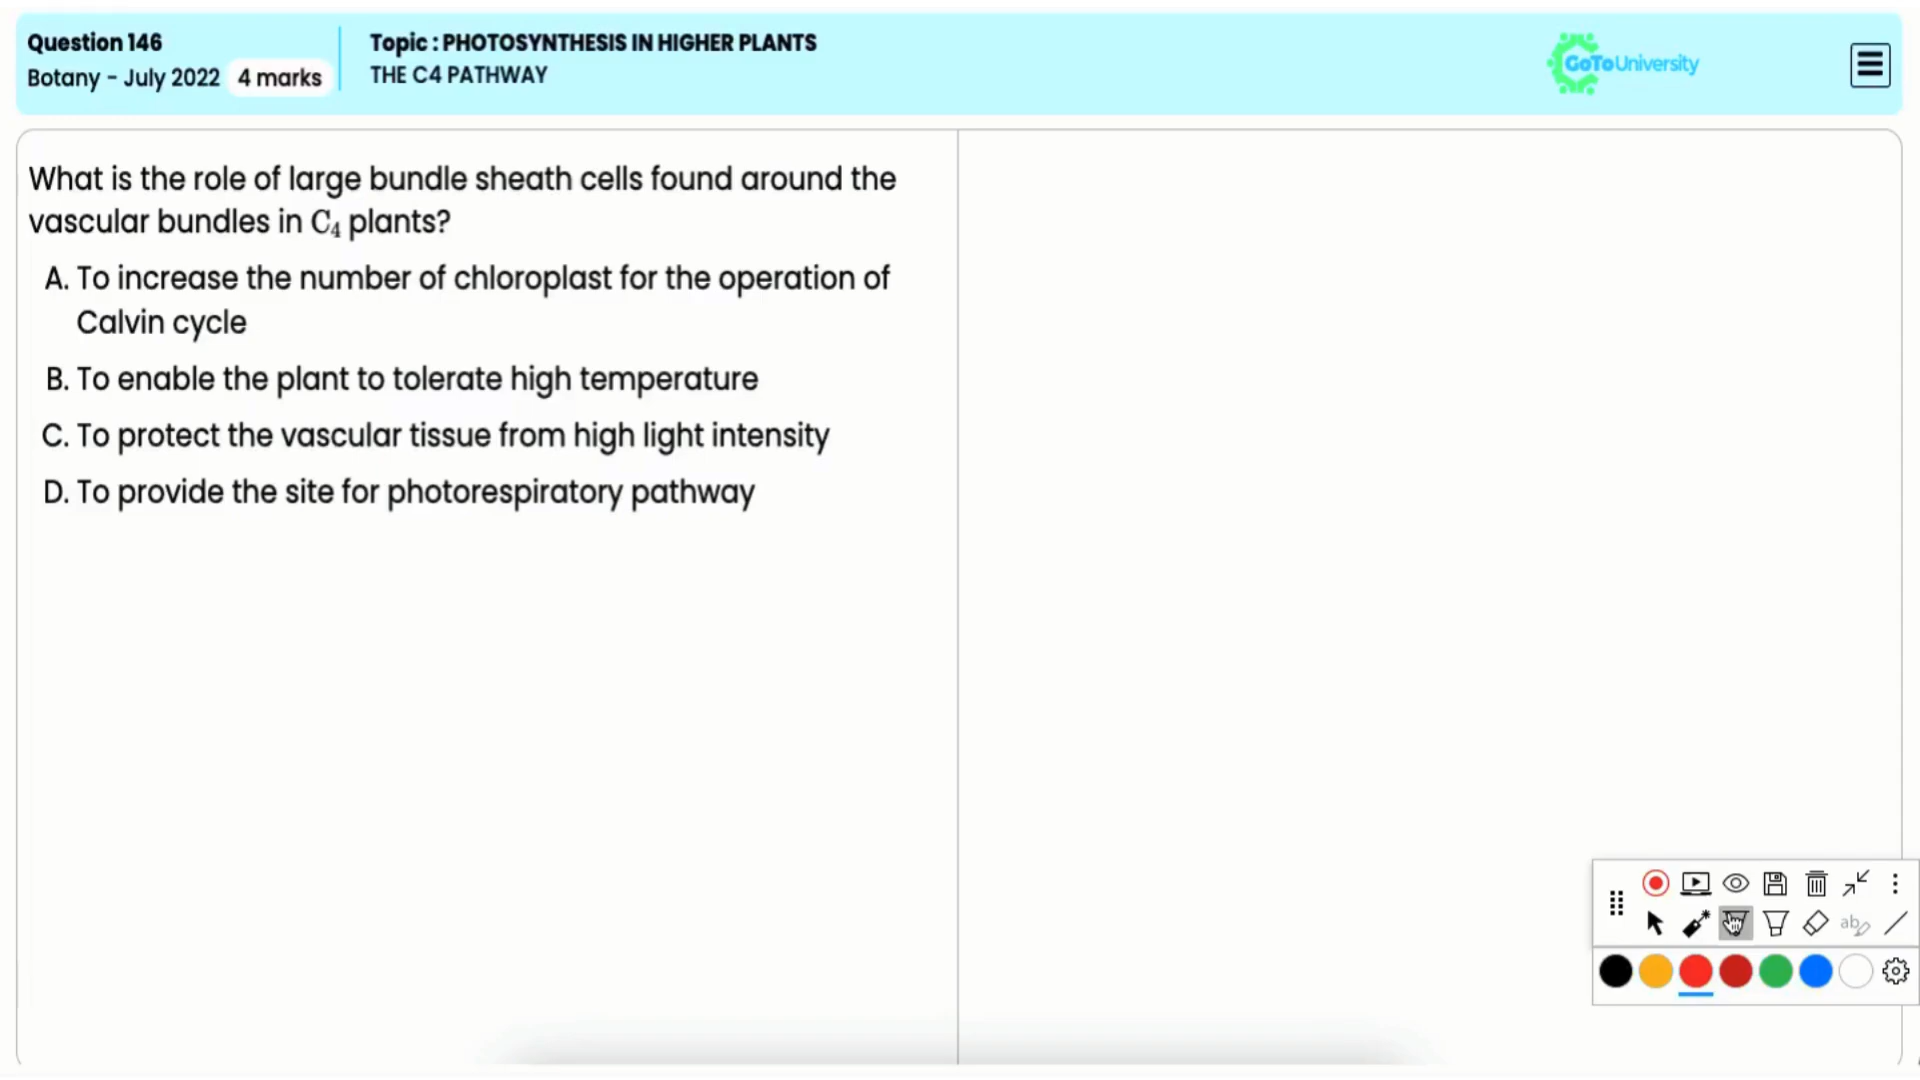 Question 146
Botany - July 2022 4 marks
Topic : PHOTOSYNTHESIS IN HIGHER PLANTS
THE C4 PATHWAY
GoToUniversity
What is the role of large bundle sheath cells found around the
vascular bundles in C₄ plants?
A. To increase the number of chloroplast for the operation of
Calvin cycle
B. To enable the plant to tolerate high temperature
C. To protect the vascular tissue from high light intensity
D. To provide the site for photorespiratory pathway
ab